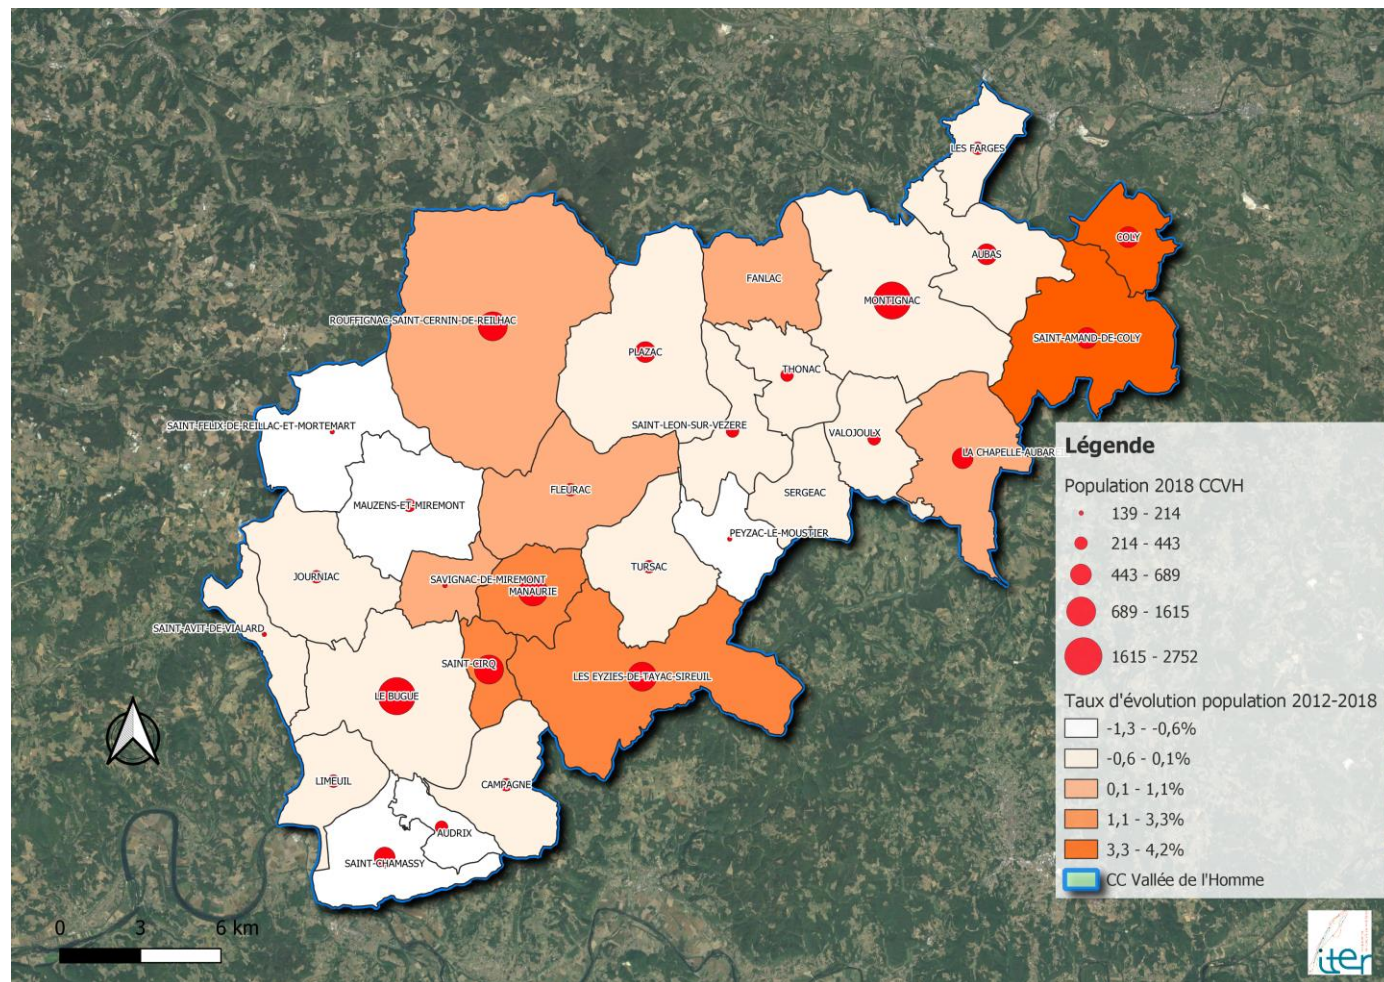 LES FARGES
COLY
AUBAS
FANLAC
MONTIGNAC
ROUFFIGNAC-SAINT-CERNIN-DE-REILHAC
SAINT-AMAND-DE-COLY
PLAZAC
THONAC
SAINT-FELIX-DE-REILLAC-ET-MORTEMART
SAINT-LEON-SUR-VEZERE
VALOJOULX
LA CHAPELLE-AUBAREIL
FLEURAC
SERGEAC
MAUZENS-ET-MIREMONT
PEYZAC-LE-MOUSTIER
TURSAC
JOURNIAC
SAVIGNAC-DE-MIREMONT
MANAURIE
SAINT-AVIT-DE-VIALARD
SAINT-CIRQ
LES EYZIES-DE-TAYAC-SIREUIL
LE BUGUE
LIMEUIL
CAMPAGNE
AUDRIX
SAINT-CHAMASSY
0 3 6 km
Légende
Population 2018 CCVH
139 - 214
214 - 443
443 - 689
689 - 1615
1615 - 2752
Taux d'évolution population 2012-2018
-1,3 - -0,6%
-0,6 - 0,1%
0,1 - 1,1%
1,1 - 3,3%
3,3 - 4,2%
CC Vallée de l'Homme
iter